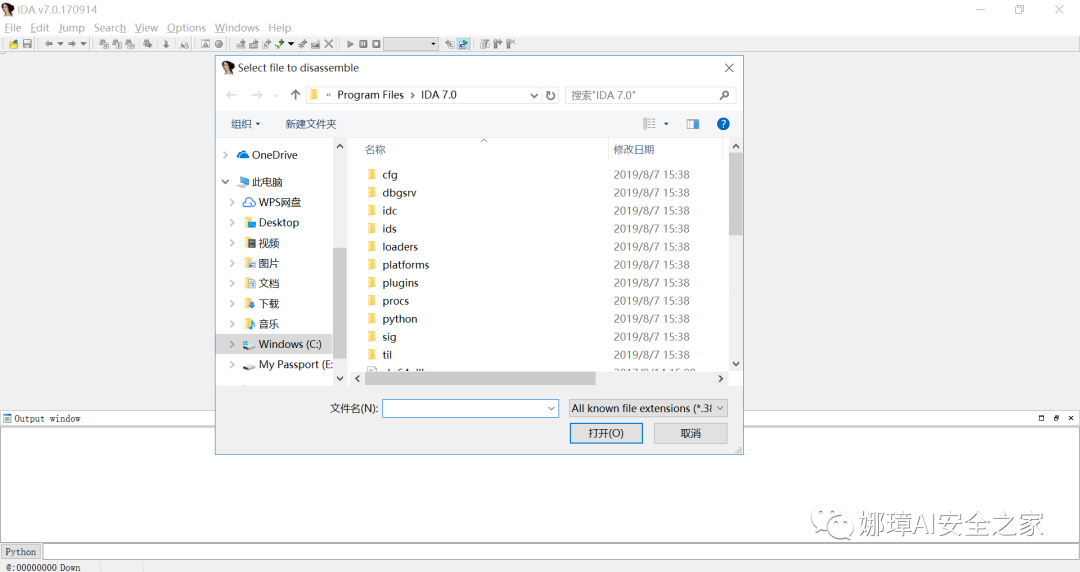 IDA v7.0.170914
File Edit Jump Search View Options Windows Help
Select file to disassemble
« Program Files > IDA 7.0
搜索"IDA 7.0"
组织 新建文件夹
名称 修改日期
OneDrive
此电脑
WPS网盘
Desktop
视频
图片
文档
下载
音乐
Windows (C:)
My Passport (E:
cfg 2019/8/7 15:38
dbgsrv 2019/8/7 15:38
idc 2019/8/7 15:38
ids 2019/8/7 15:38
loaders 2019/8/7 15:38
platforms 2019/8/7 15:38
plugins 2019/8/7 15:38
procs 2019/8/7 15:38
python 2019/8/7 15:38
sig 2019/8/7 15:38
til 2019/8/7 15:38
文件名(N): All known file extensions (*.38
打开(O) 取消
Output window
娜璋AI安全之家
Python
@:00000000 Down